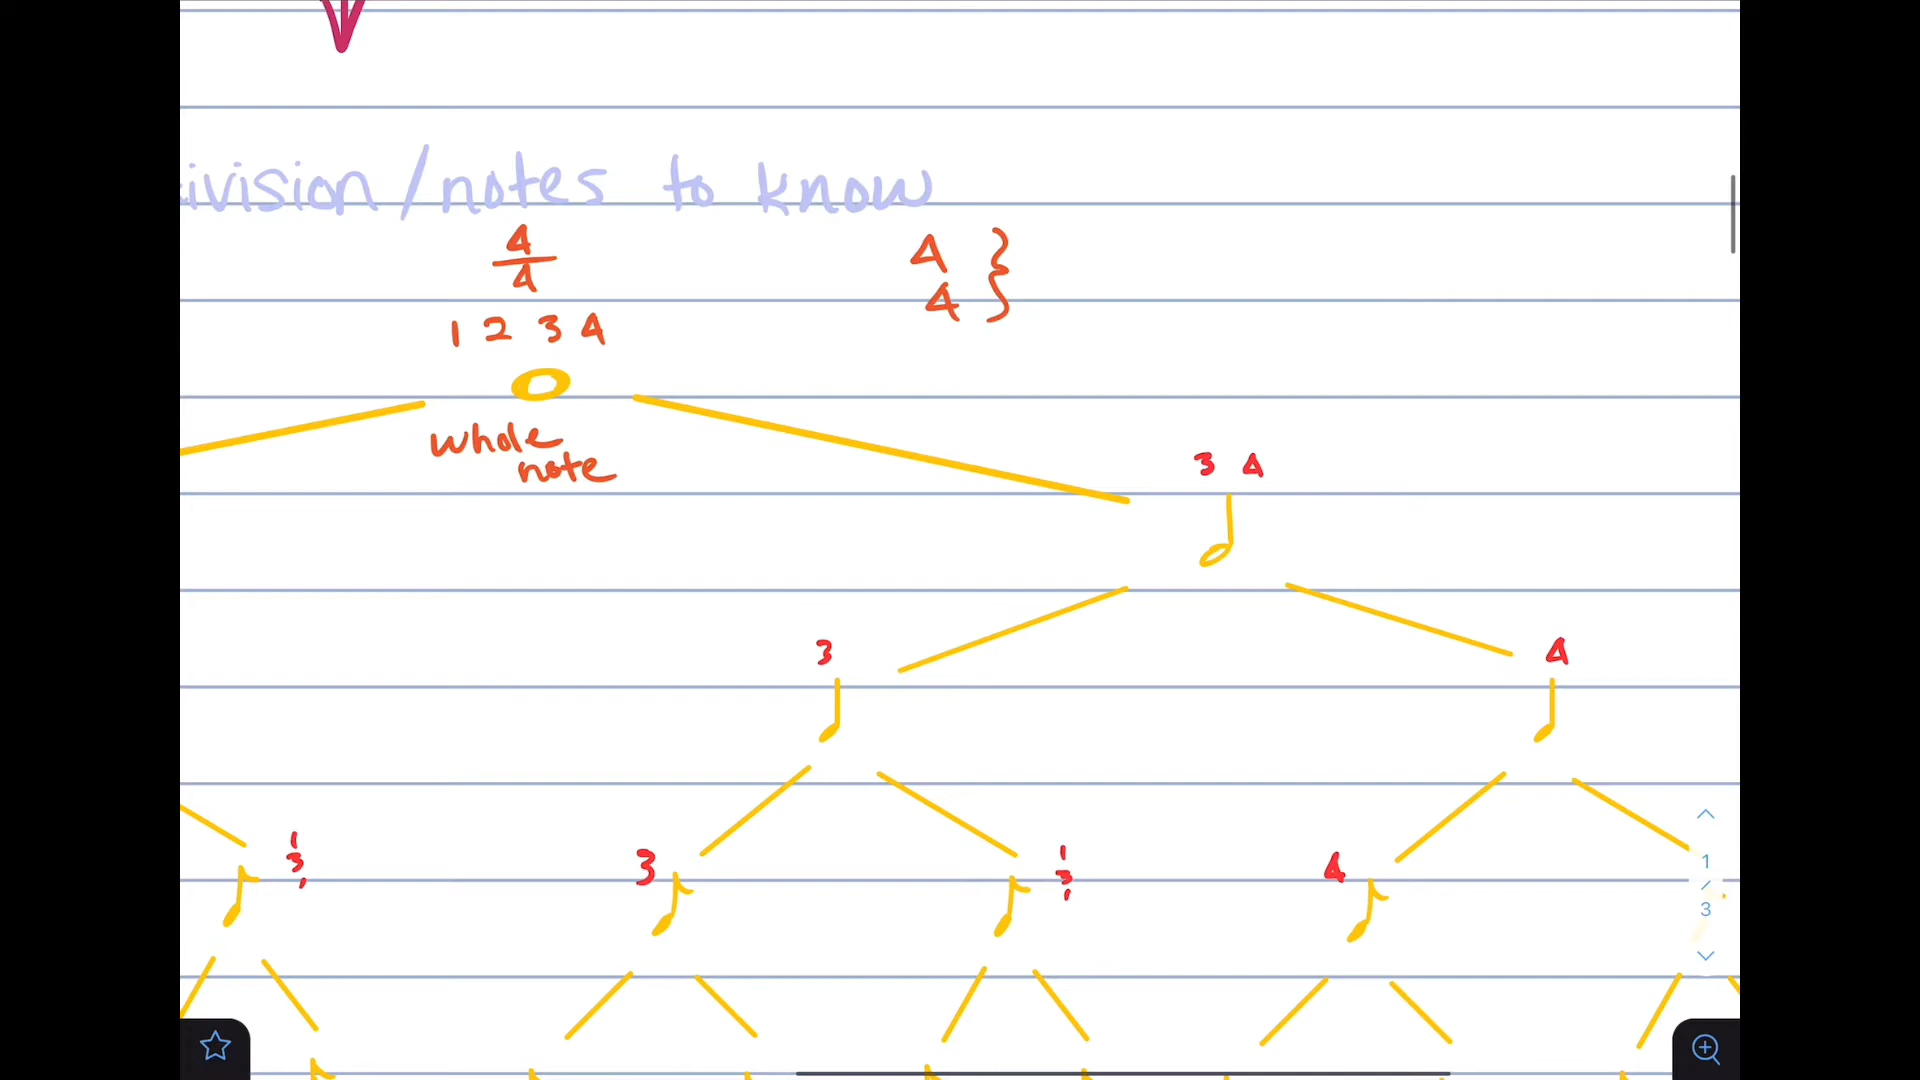 ivision/notes to know
4 4
4 4 }
1 2 3 4
whole
note
3 4
3 4
3 4
1
3